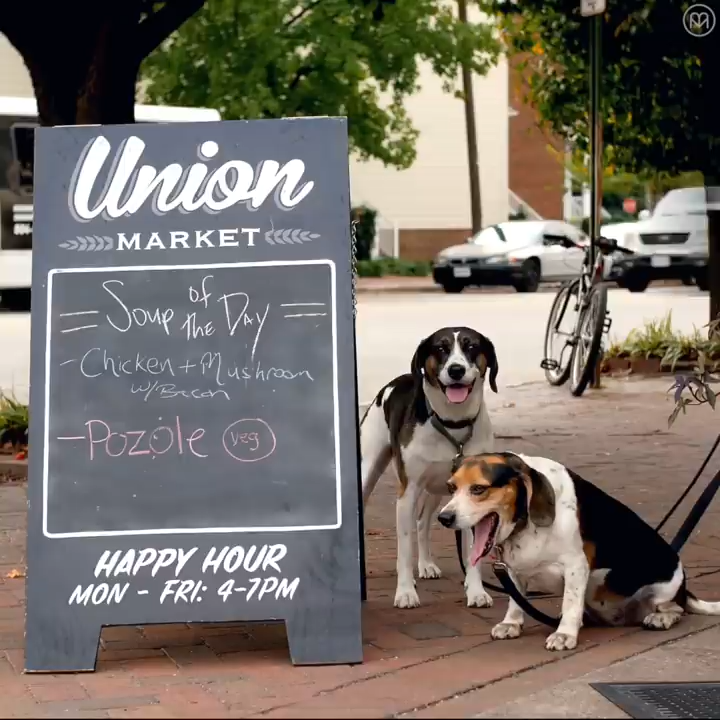 Union
MARKET
Soup of the Day
- Chicken + Mushroom
w/ Bacon
- Pozole veg
HAPPY HOUR
MON - FRI: 4-7PM